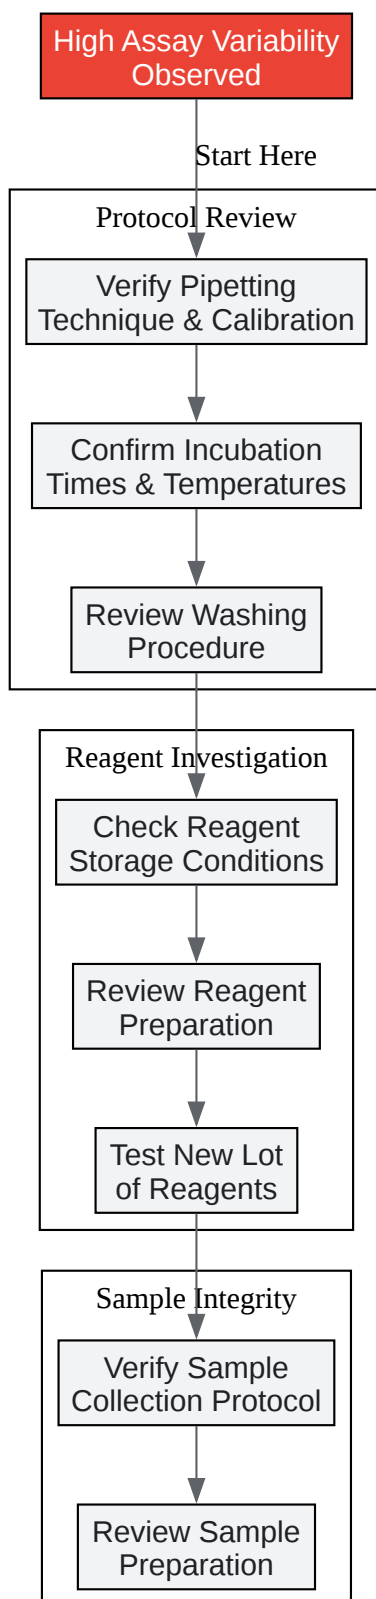 High Assay Variability
Observed
Start Here
Protocol Review
Verify Pipetting
Technique & Calibration
Confirm Incubation
Times & Temperatures
Review Washing
Procedure
Reagent Investigation
Check Reagent
Storage Conditions
Review Reagent
Preparation
Test New Lot
of Reagents
Sample Integrity
Verify Sample
Collection Protocol
Review Sample
Preparation